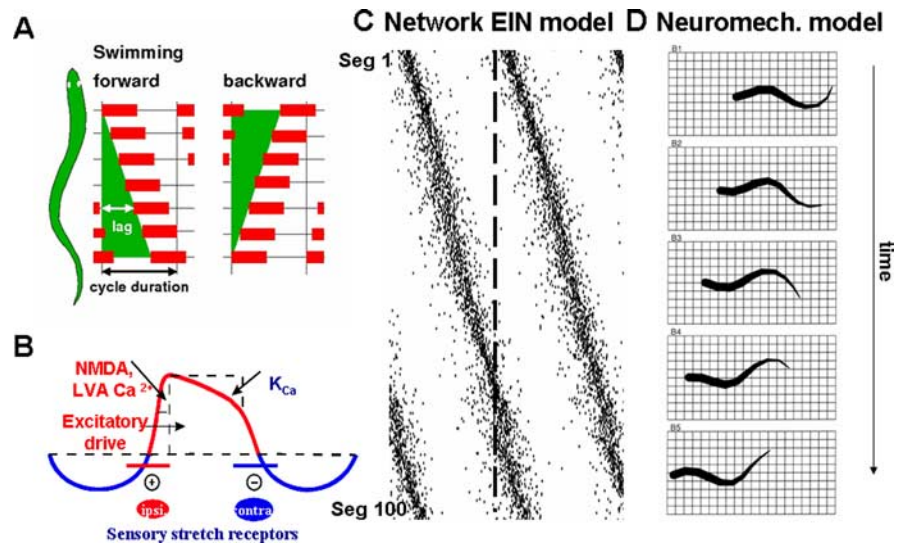 A
Swimming
forward
backward
lag
cycle duration
B
NMDA,
LVA Ca 2+
K Ca
Excitatory
drive
+
−
ipsi.
ontra
Sensory stretch receptors
C Network EIN model
Seg 1
Seg 100
D Neuromech. model
B1
B2
B3
B4
B5
time